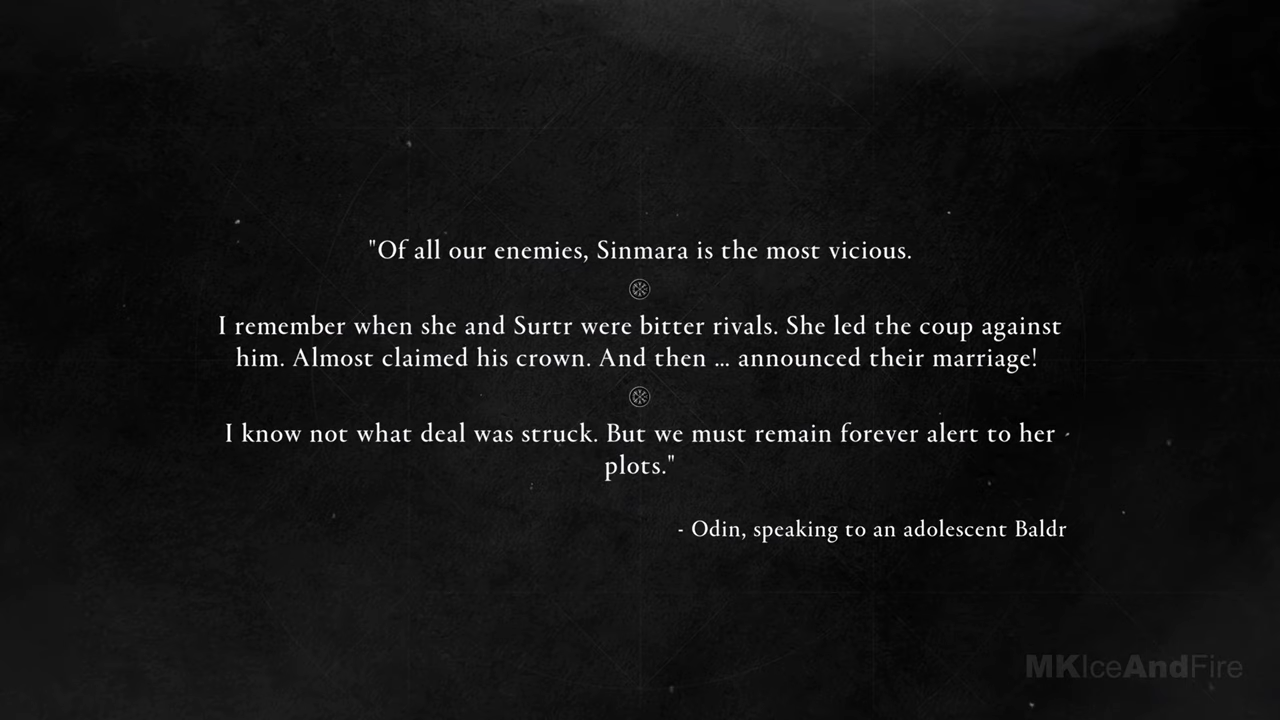 "Of all our enemies, Sinmara is the most vicious.
I remember when she and Surtr were bitter rivals. She led the coup against
him. Almost claimed his crown. And then ... announced their marriage!
I know not what deal was struck. But we must remain forever alert to her
plots."
- Odin, speaking to an adolescent Baldr
MKIceAndFire